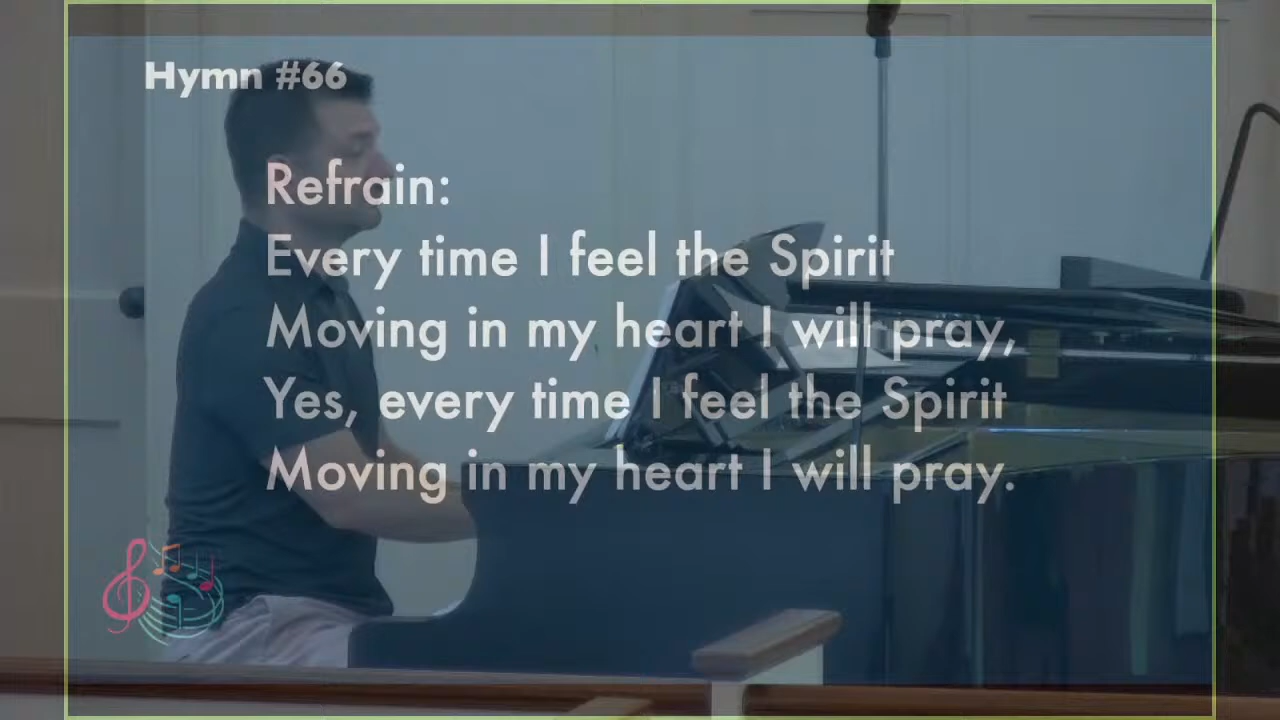 Hymn #66
Refrain:
Every time I feel the Spirit
Moving in my heart I will pray,
Yes, every time I feel the Spirit
Moving in my heart I will pray.